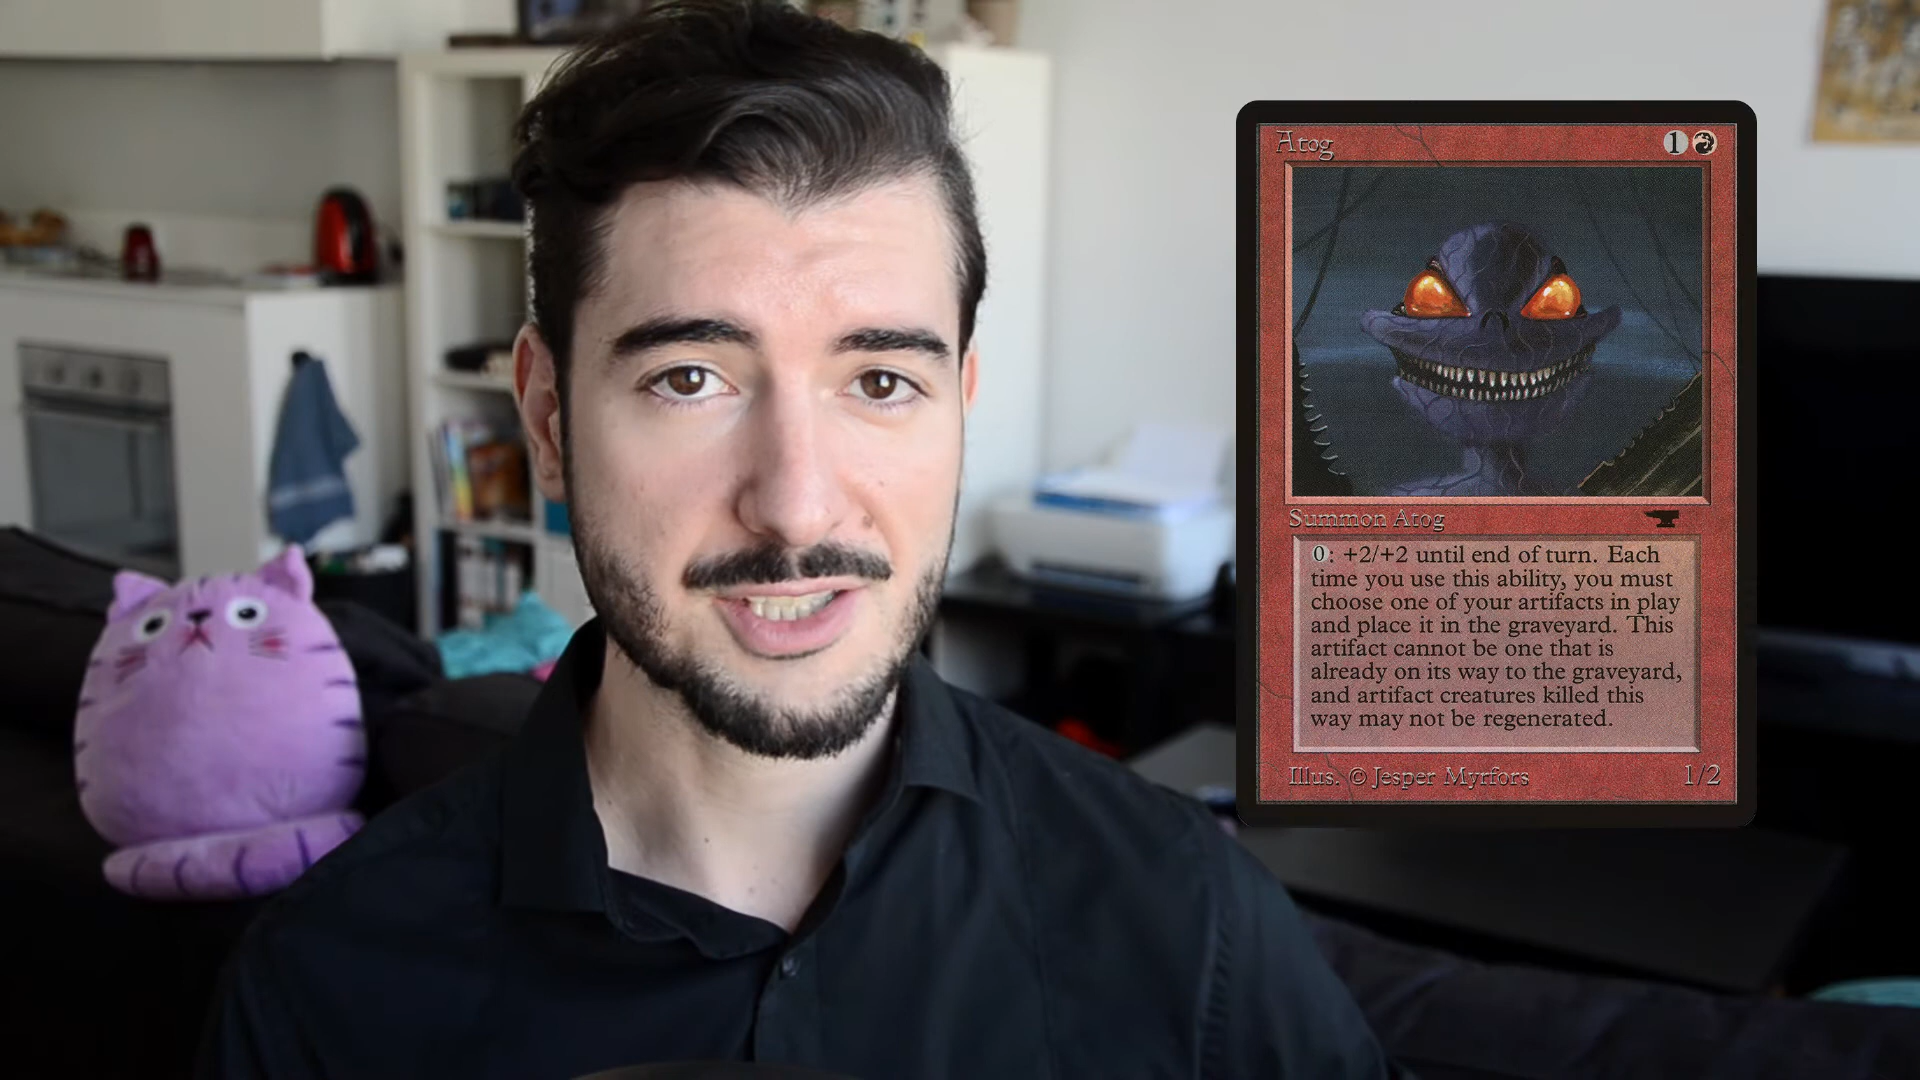 Atog 1
Summon Atog
0: +2/+2 until end of turn. Each
time you use this ability, you must
choose one of your artifacts in play
and place it in the graveyard. This
artifact cannot be one that is
already on its way to the graveyard,
and artifact creatures killed this
way may not be regenerated.
Illus. © Jesper Myrfors 1/2